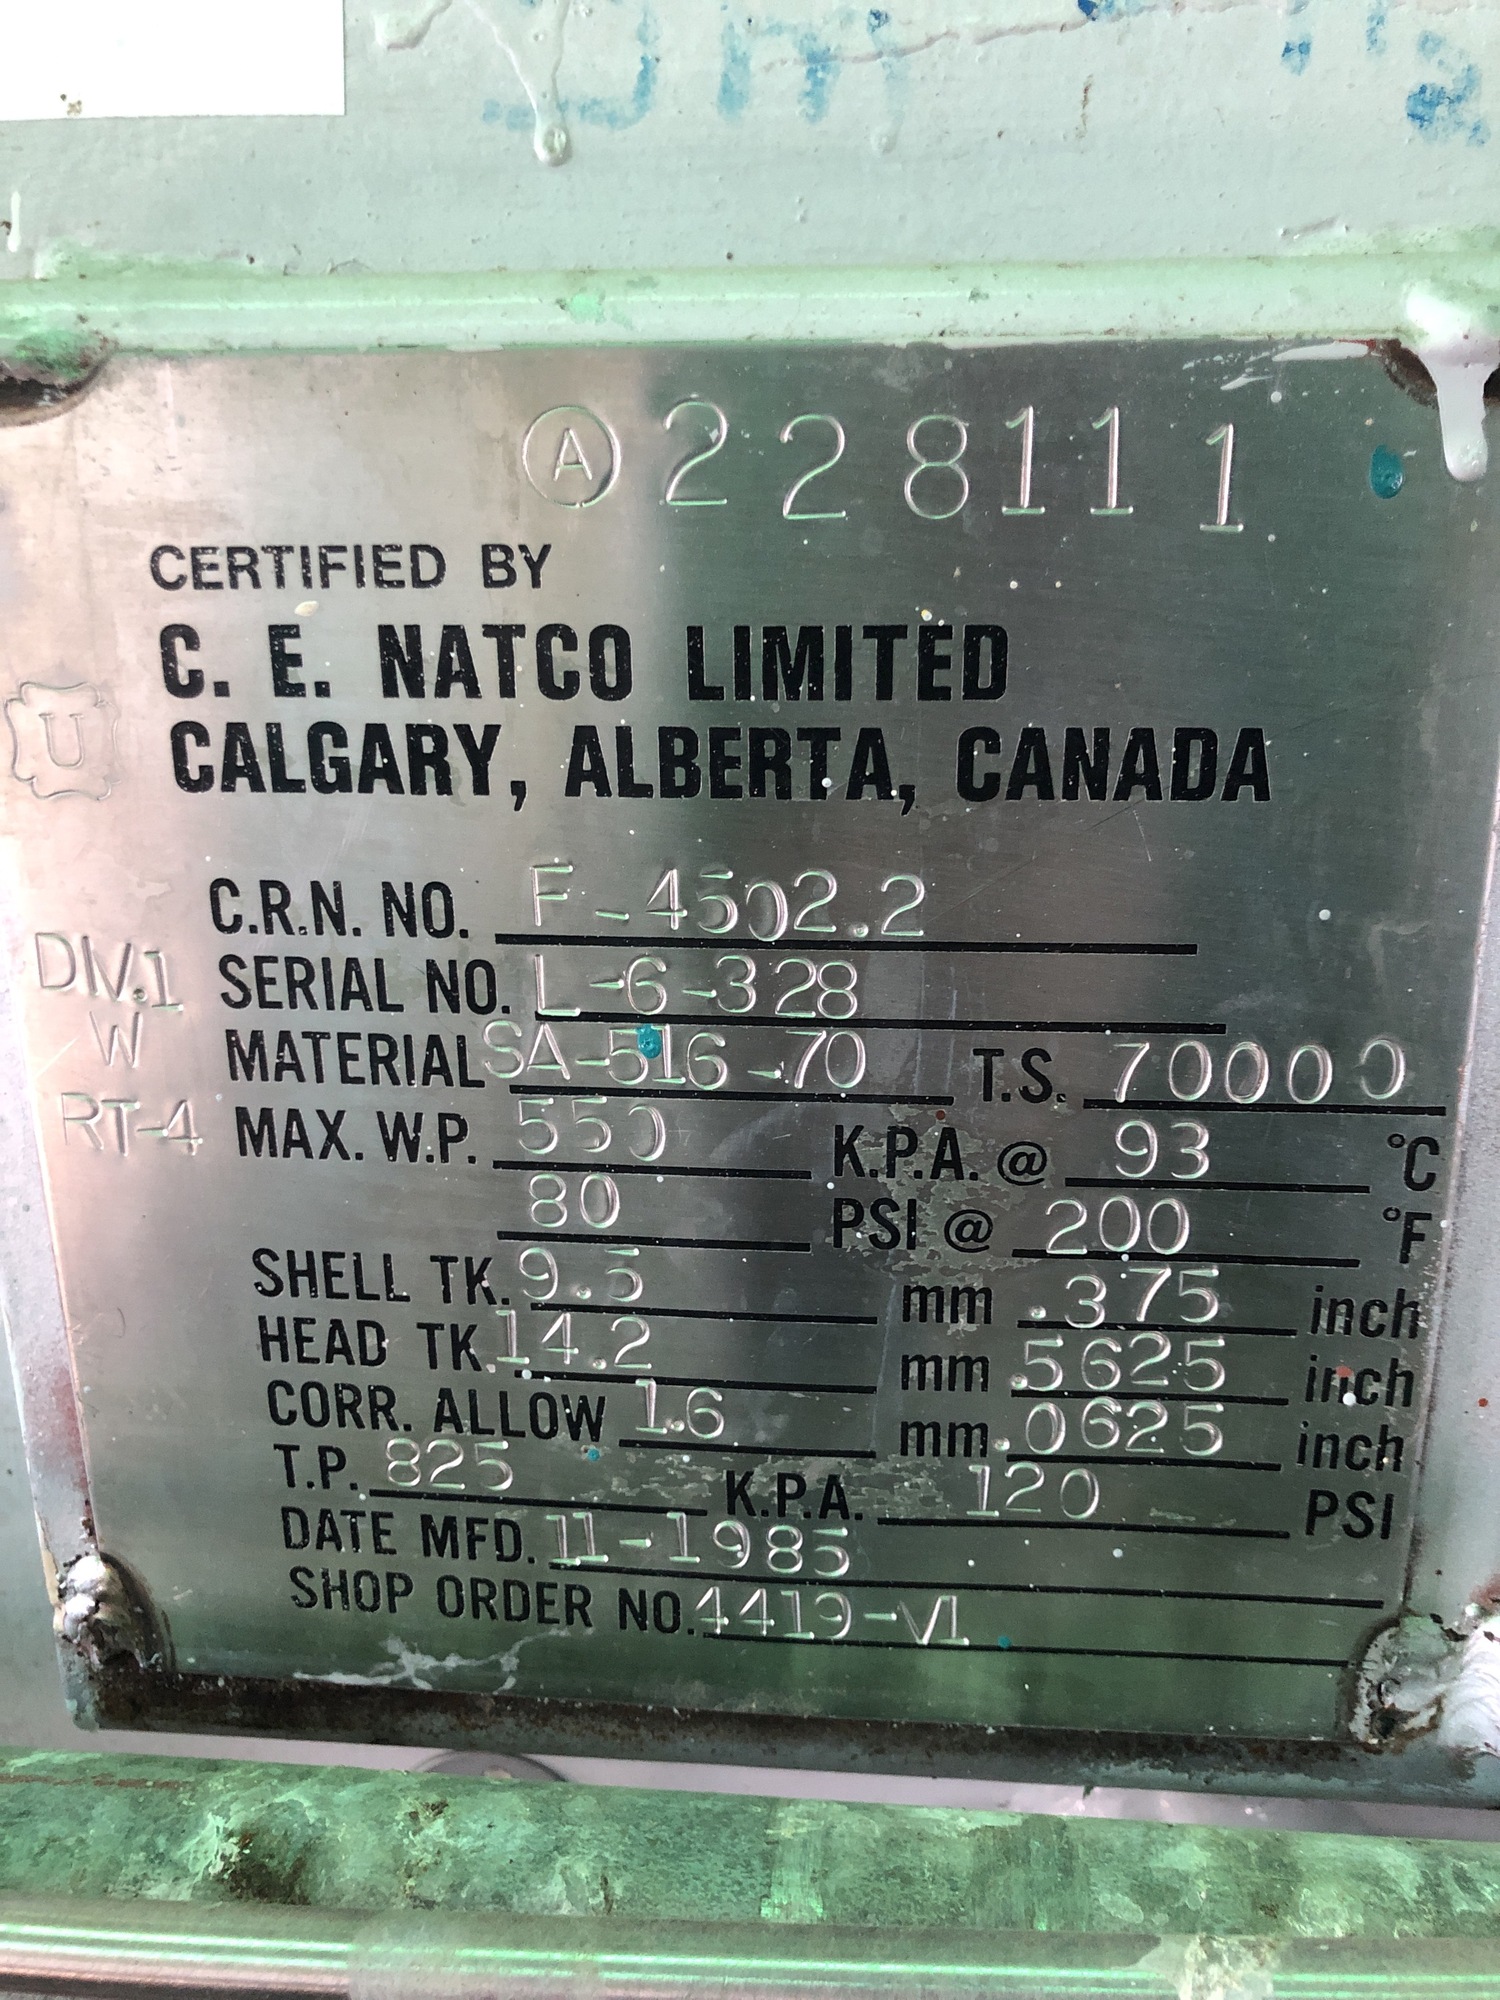 A 228111
CERTIFIED BY
C. E. NATCO LIMITED
U
CALGARY, ALBERTA, CANADA
C.R.N. NO. F-4502.2
DIV.1
SERIAL NO. L-6-328
W
MATERIAL SA-516-70 T.S. 70000
RT-4
MAX. W.P. 550 K.P.A. @ 93 °C
80 PSI @ 200 °F
SHELL TK. 9.5 mm .375 inch
HEAD TK. 14.2 mm .5625 inch
CORR. ALLOW 1.6 mm .0625 inch
T.P. 825 K.P.A. 120 PSI
DATE MFD. 11-1985
SHOP ORDER NO. 4419-V1